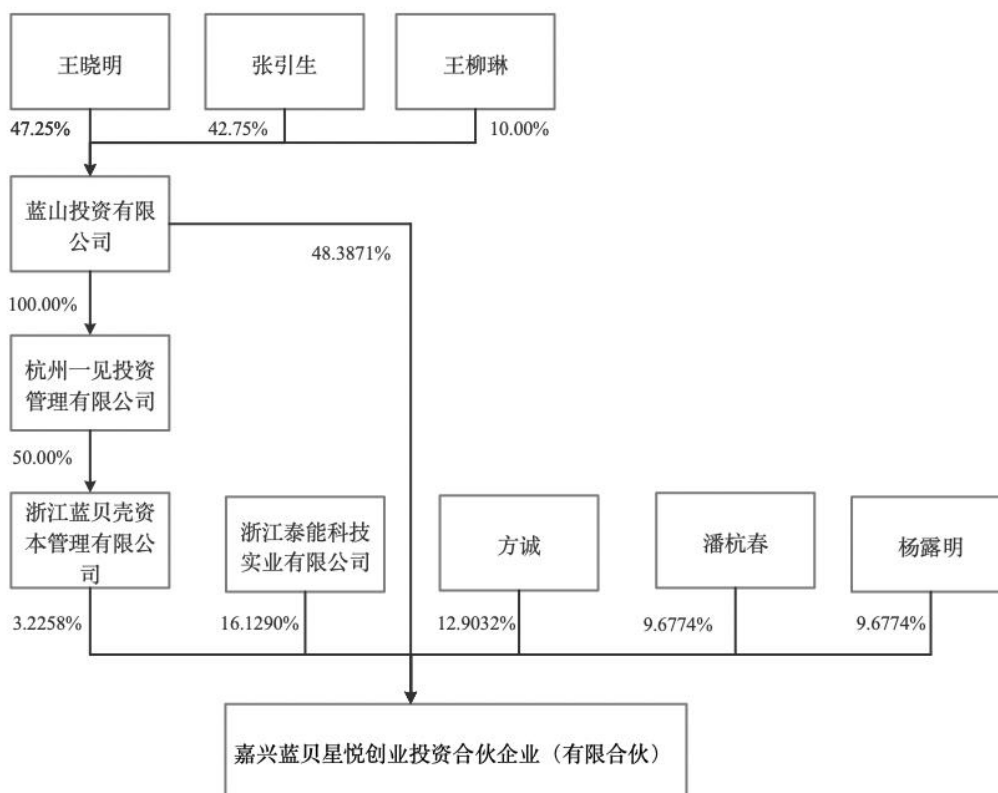 王晓明
张引生
王柳琳
47.25%
42.75%
10.00%
蓝山投资有限
公司
48.3871%
100.00%
杭州一见投资
管理有限公司
50.00%
浙江蓝贝壳资
本管理有限公
司
浙江泰能科技
实业有限公司
方诚
潘杭春
杨露明
3.2258%
16.1290%
12.9032%
9.6774%
9.6774%
嘉兴蓝贝星悦创业投资合伙企业（有限合伙）